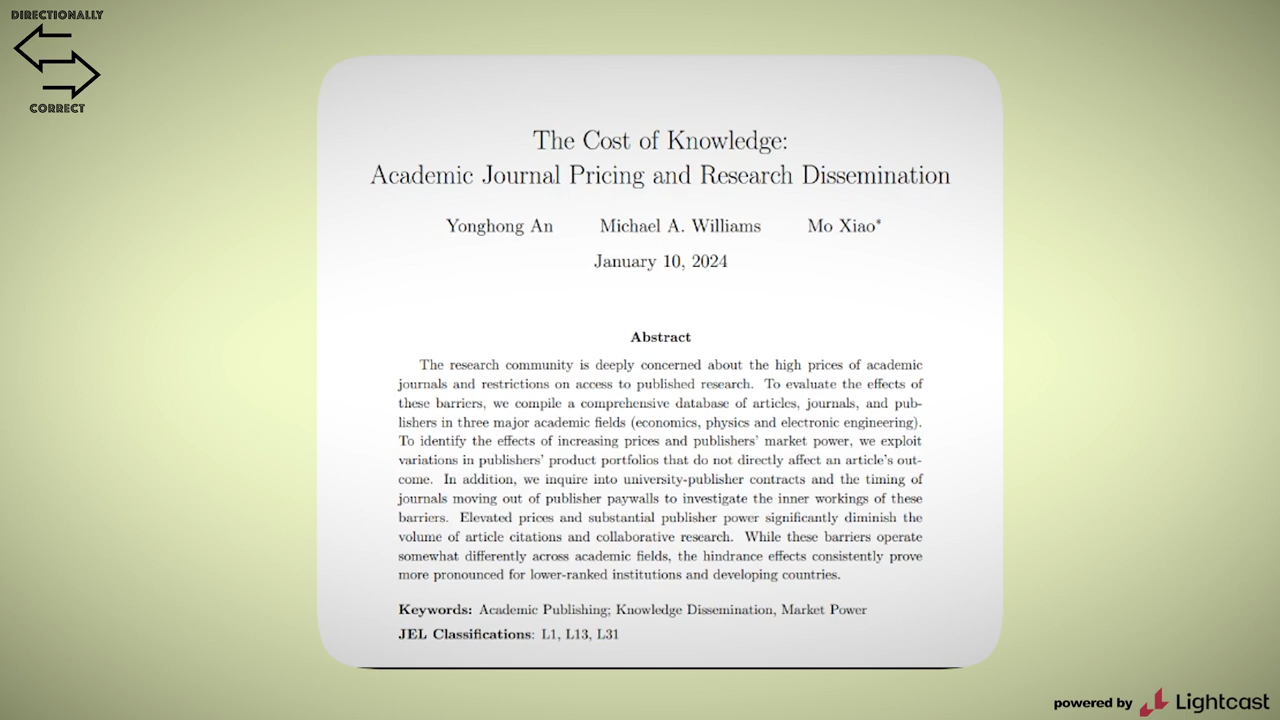 DIRECTIONALLY
CORRECT
The Cost of Knowledge:
Academic Journal Pricing and Research Dissemination
Yonghong An Michael A. Williams Mo Xiao*
January 10, 2024
Abstract
The research community is deeply concerned about the high prices of academic
journals and restrictions on access to published research. To evaluate the effects of
these barriers, we compile a comprehensive database of articles, journals, and pub-
lishers in three major academic fields (economics, physics and electronic engineering).
To identify the effects of increasing prices and publishers' market power, we exploit
variations in publishers' product portfolios that do not directly affect an article's out-
come. In addition, we inquire into university-publisher contracts and the timing of
journals moving out of publisher paywalls to investigate the inner workings of these
barriers. Elevated prices and substantial publisher power significantly diminish the
volume of article citations and collaborative research. While these barriers operate
somewhat differently across academic fields, the hindrance effects consistently prove
more pronounced for lower-ranked institutions and developing countries.
Keywords: Academic Publishing; Knowledge Dissemination, Market Power
JEL Classifications: L1, L13, L31
powered by Lightcast